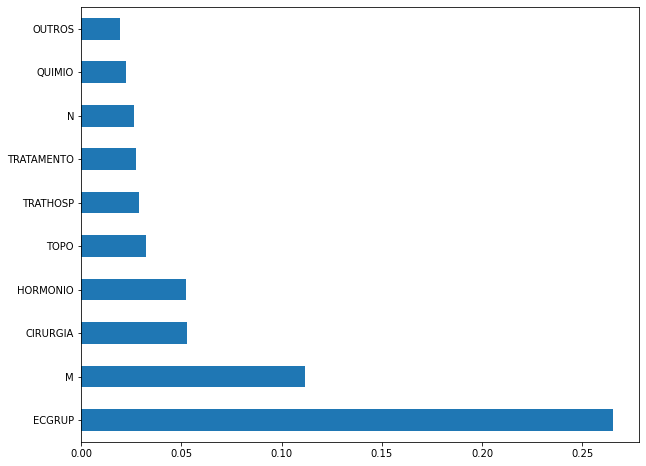 OUTROS
QUIMIO
N
TRATAMENTO
TRATHOSP
TOPO
HORMONIO
CIRURGIA
M
ECGRUP
0.00 0.05 0.10 0.15 0.20 0.25